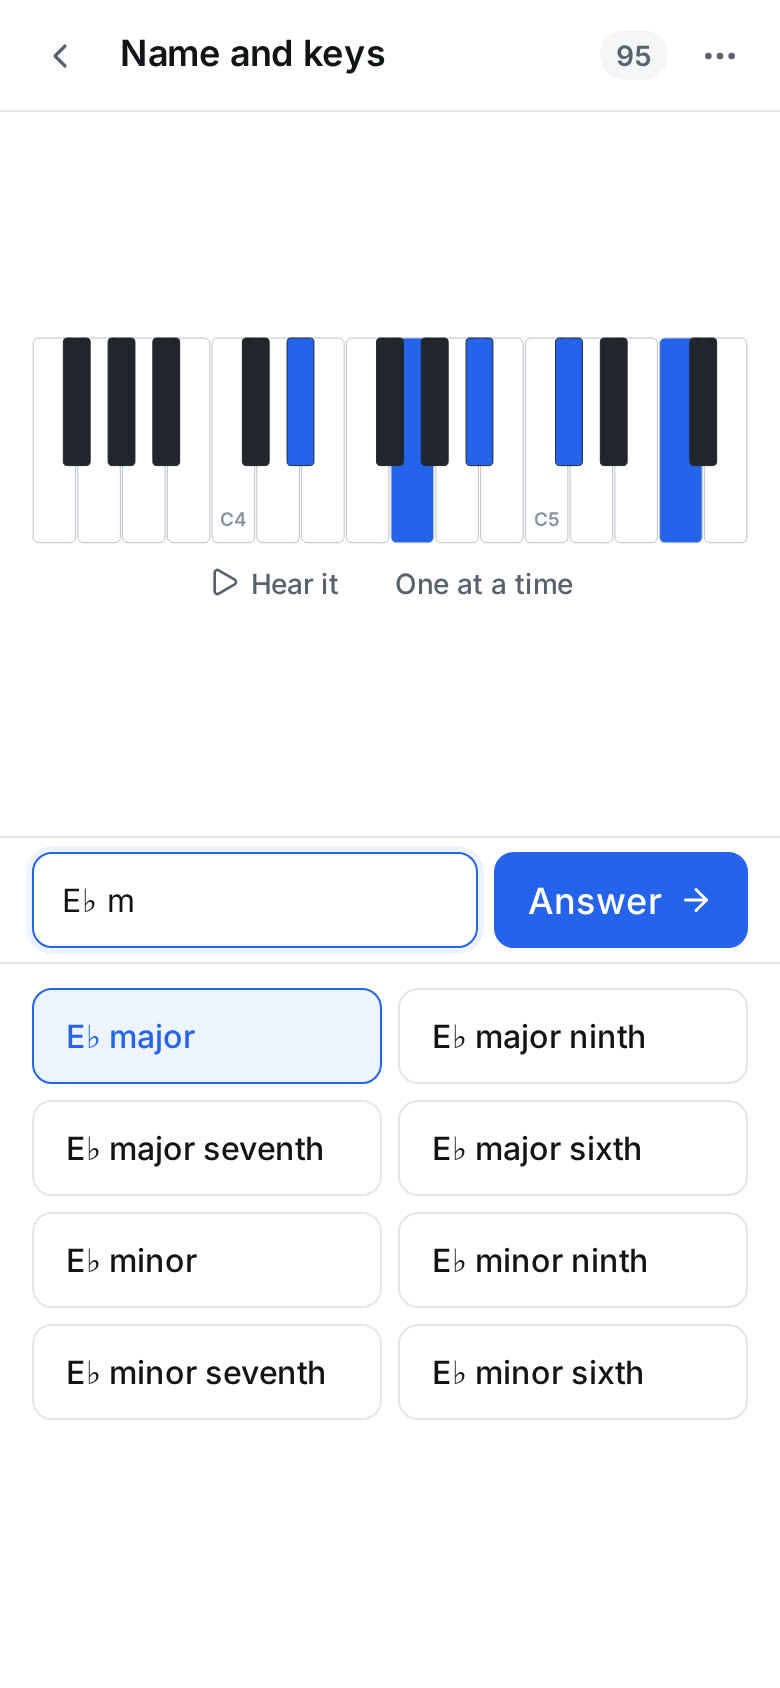 Name and keys
95
C4
C5
Hear it
One at a time
E♭ m
Answer
E♭ major
E♭ major ninth
E♭ major seventh
E♭ major sixth
E♭ minor
E♭ minor ninth
E♭ minor seventh
E♭ minor sixth